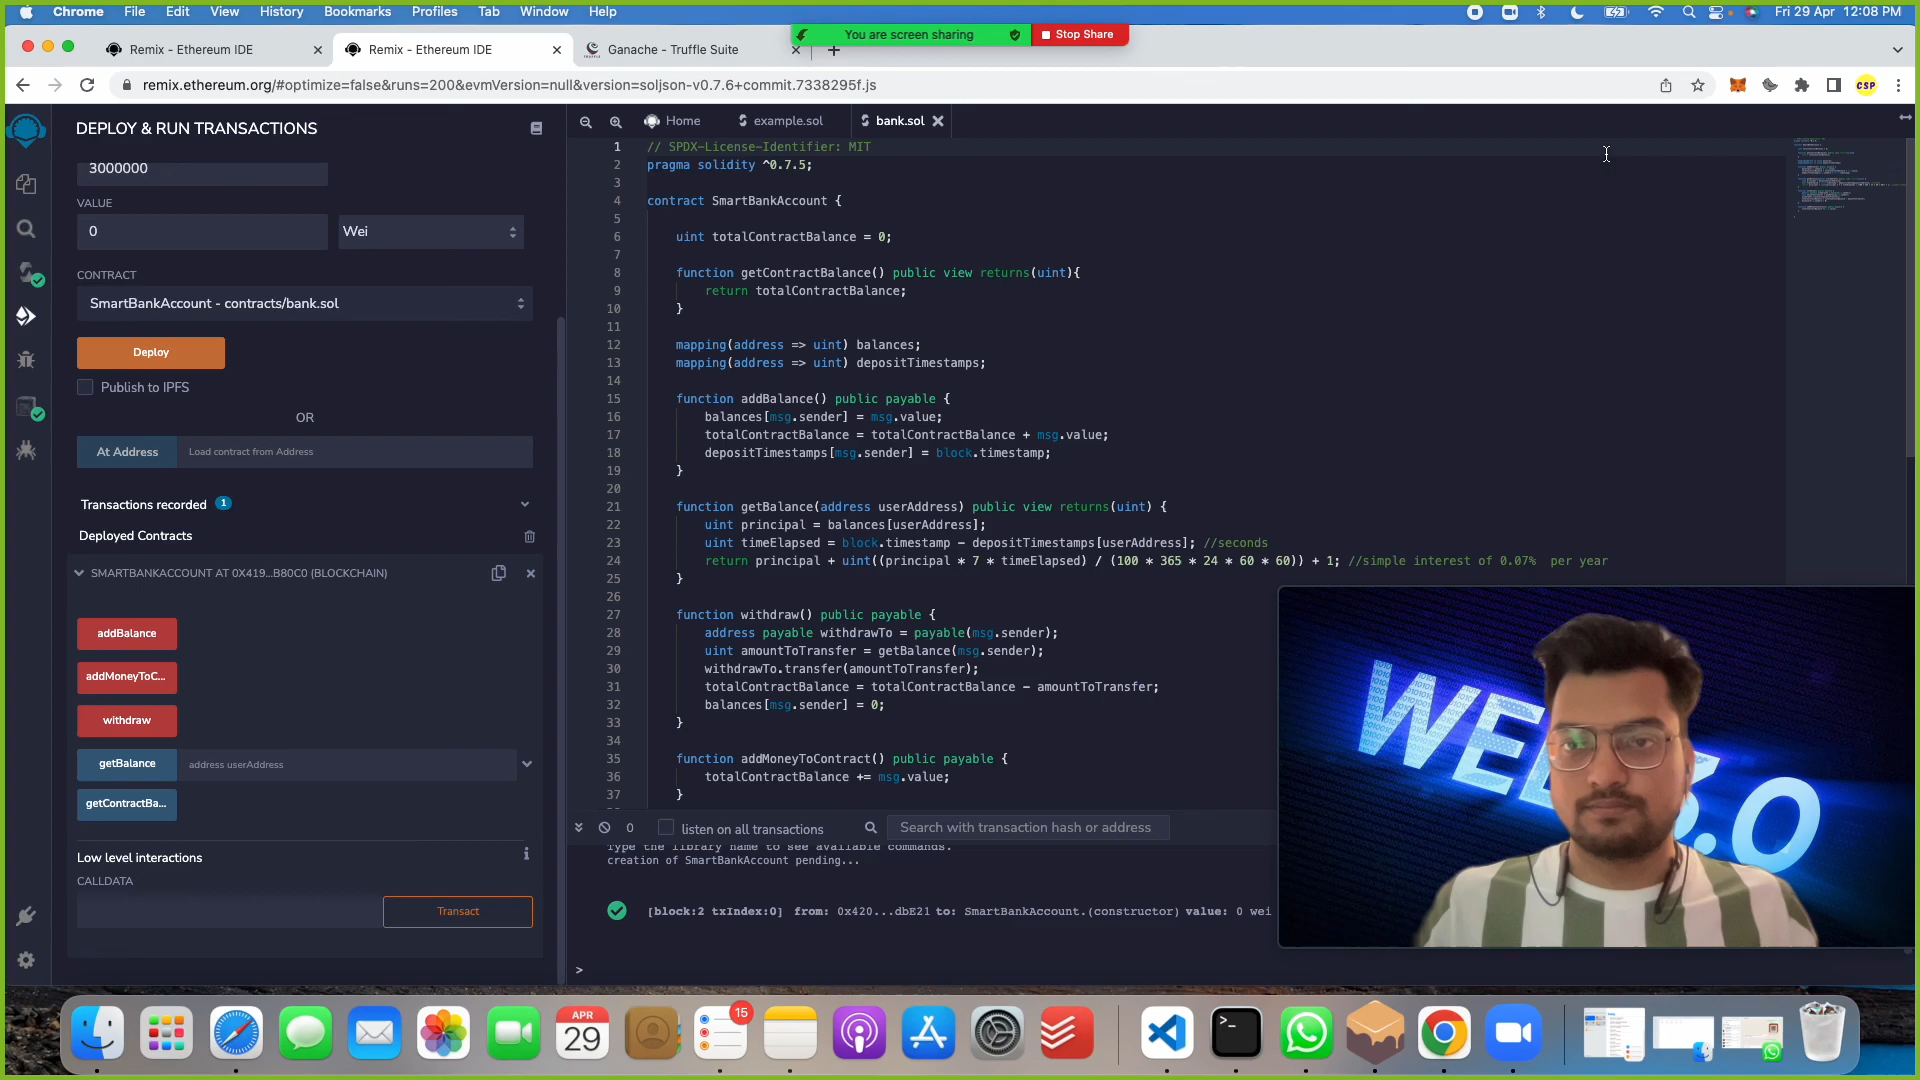 Chrome File Edit View History Bookmarks Profiles Tab Window Help
Fri 29 Apr 12:08 PM
Remix - Ethereum IDE
Remix - Ethereum IDE
Ganache - Truffle Suite
You are screen sharing
Stop Share
remix.ethereum.org/#optimize=false&runs=200&evmVersion=null&version=soljson-v0.7.6+commit.7338295f.js
CSP
DEPLOY & RUN TRANSACTIONS
3000000
VALUE
0
Wei
CONTRACT
SmartBankAccount - contracts/bank.sol
Deploy
Publish to IPFS
OR
At Address
Load contract from Address
Transactions recorded 1
Deployed Contracts
SMARTBANKACCOUNT AT 0X419...B80C0 (BLOCKCHAIN)
addBalance
addMoneyToC...
withdraw
getBalance
address userAddress
getContractBa...
Low level interactions
CALLDATA
Transact
Home
example.sol
bank.sol
1 // SPDX-License-Identifier: MIT
2 pragma solidity ^0.7.5;
3
4 contract SmartBankAccount {
5
6 uint totalContractBalance = 0;
7
8 function getContractBalance() public view returns(uint){
9 return totalContractBalance;
10 }
11
12 mapping(address => uint) balances;
13 mapping(address => uint) depositTimestamps;
14
15 function addBalance() public payable {
16 balances[msg.sender] = msg.value;
17 totalContractBalance = totalContractBalance + msg.value;
18 depositTimestamps[msg.sender] = block.timestamp;
19 }
20
21 function getBalance(address userAddress) public view returns(uint) {
22 uint principal = balances[userAddress];
23 uint timeElapsed = block.timestamp - depositTimestamps[userAddress]; //seconds
24 return principal + uint((principal * 7 * timeElapsed) / (100 * 365 * 24 * 60 * 60)) + 1; //simple interest of 0.07% per year
25 }
26
27 function withdraw() public payable {
28 address payable withdrawTo = payable(msg.sender);
29 uint amountToTransfer = getBalance(msg.sender);
30 withdrawTo.transfer(amountToTransfer);
31 totalContractBalance = totalContractBalance - amountToTransfer;
32 balances[msg.sender] = 0;
33 }
34
35 function addMoneyToContract() public payable {
36 totalContractBalance += msg.value;
37 }
0
listen on all transactions
Search with transaction hash or address
Type the library name to see available commands.
creation of SmartBankAccount pending...
[block:2 txIndex:0] from: 0x420...dbE21 to: SmartBankAccount.(constructor) value: 0 wei
>
WEB 3.0
APR
29
15